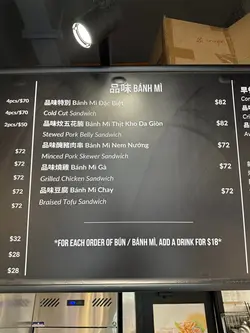 品味 BÁNH MÌ
4pcs/$70
4pcs/$70
2pcs/$50
$72
$72
$72
$72
$32
$28
$28
品味特別 Bánh Mì Đặc Biệt $82
Cold Cut Sandwich
品味炆五花腩 Bánh Mì Thịt Kho Da Giòn $82
Stewed Pork Belly Sandwich
品味醃豬肉串 Bánh Mì Nem Nướng $72
Minced Pork Skewer Sandwich
品味燒雞 Bánh Mì Gà $72
Grilled Chicken Sandwich
品味豆腐 Bánh Mì Chay $72
Braised Tofu Sandwich
*FOR EACH ORDER OF BÚN / BÁNH MÌ, ADD A DRINK FOR $18*